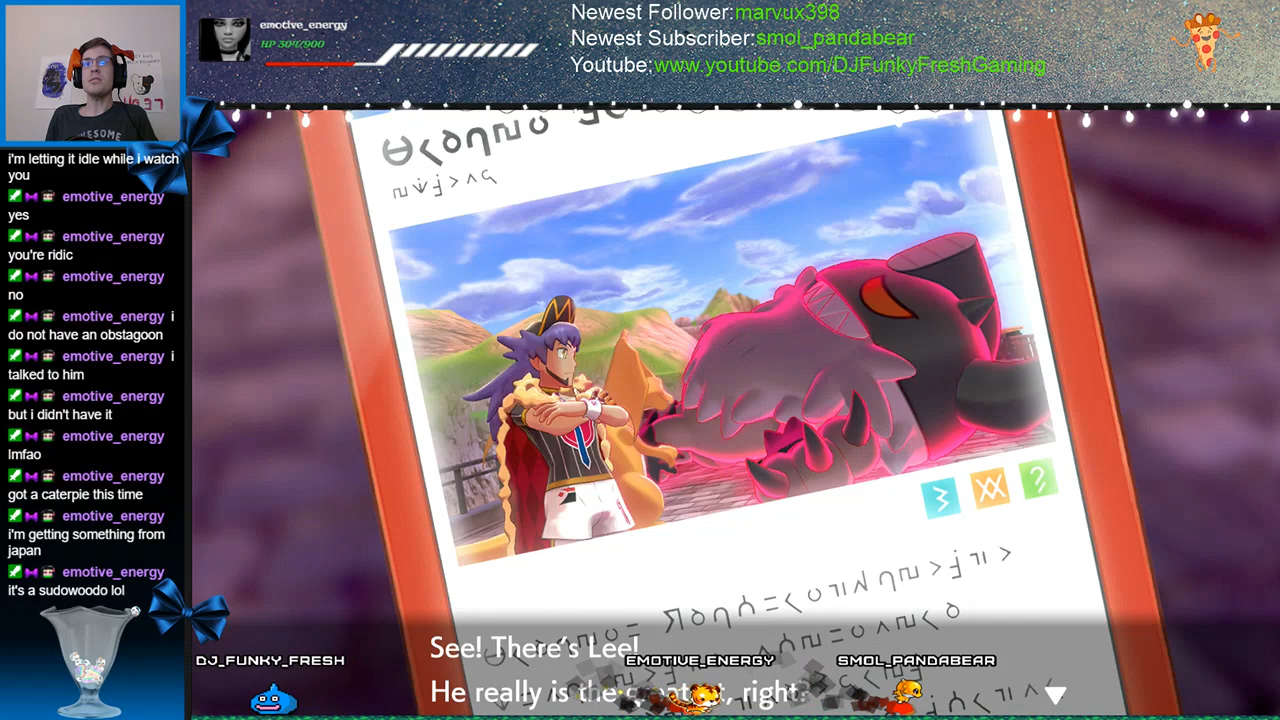 emotive_energy
HP 304/900
Newest Follower:marvux398
Newest Subscriber:smol_pandabear
Youtube:www.youtube.com/DJFunkyFreshGaming
AWESOME
i'm letting it idle while i watch
you
emotive_energy
yes
emotive_energy
you're ridic
emotive_energy
no
emotive_energy i
do not have an obstagoon
emotive_energy i
talked to him
emotive_energy
but i didn't have it
emotive_energy
lmfao
emotive_energy
got a caterpie this time
emotive_energy
i'm getting something from
japan
emotive_energy
it's a sudowoodo lol
See! There's Lee!
He really is the greatest, right?
DJ_FUNKY_FRESH
EMOTIVE_ENERGY
SMOL_PANDABEAR